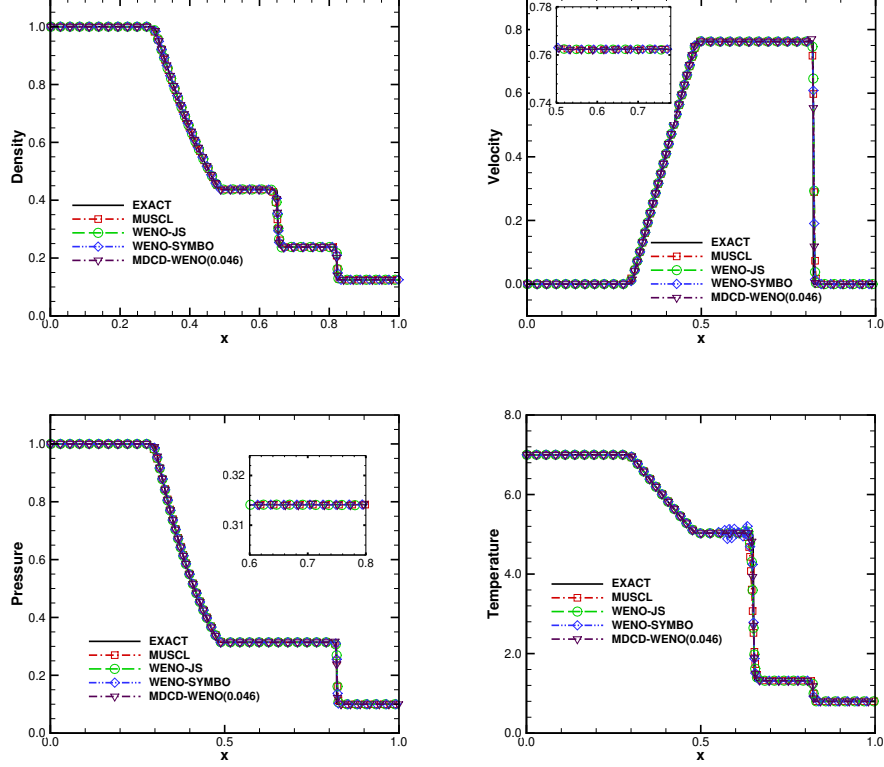 1.0
0.8
0.6
0.4
0.2
0.0
Density
EXACT
MUSCL
WENO-JS
WENO-SYMBO
MDCD-WENO(0.046)
0.0 0.2 0.4 0.6 0.8 1.0
x
0.8
0.6
0.4
0.2
0.0
Velocity
0.78
0.76
0.74
0.5 0.6 0.7
EXACT
MUSCL
WENO-JS
WENO-SYMBO
MDCD-WENO(0.046)
0.0 0.5 1.0
x
1.0
0.8
0.6
0.4
0.2
0.0
Pressure
0.32
0.31
0.6 0.7 0.8
EXACT
MUSCL
WENO-JS
WENO-SYMBO
MDCD-WENO(0.046)
0.0 0.5 1.0
x
8.0
6.0
4.0
2.0
0.0
Temperature
EXACT
MUSCL
WENO-JS
WENO-SYMBO
MDCD-WENO(0.046)
0.0 0.5 1.0
x